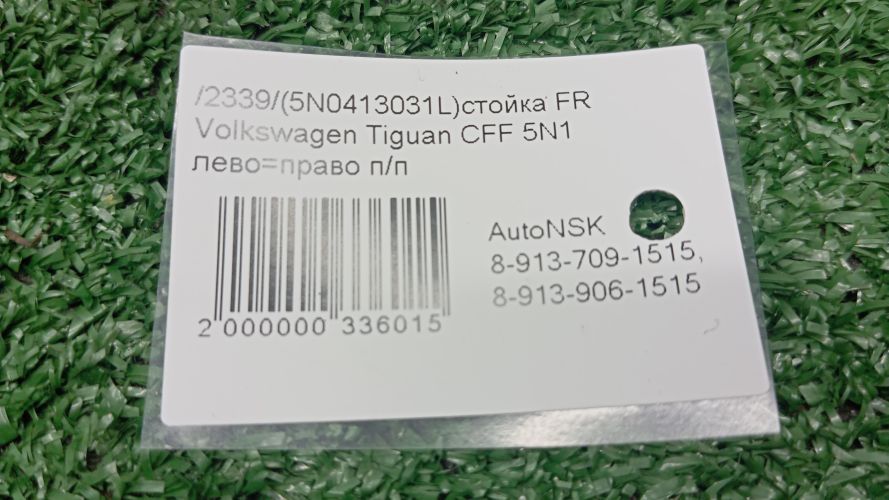 /2339/(5N0413031L)стойка FR
Volkswagen Tiguan CFF 5N1
лево=право п/п
AutoNSK
8-913-709-1515,
8-913-906-1515
2 000000 336015